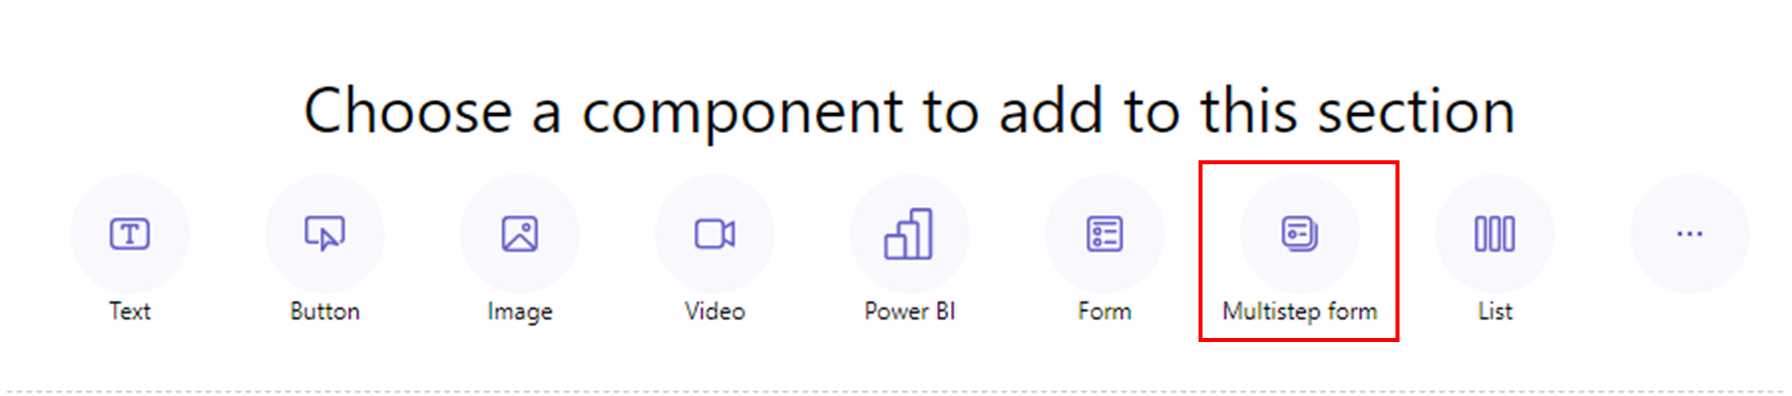 Choose a component to add to this section
Text Button Image Video Power BI Form Multistep form List